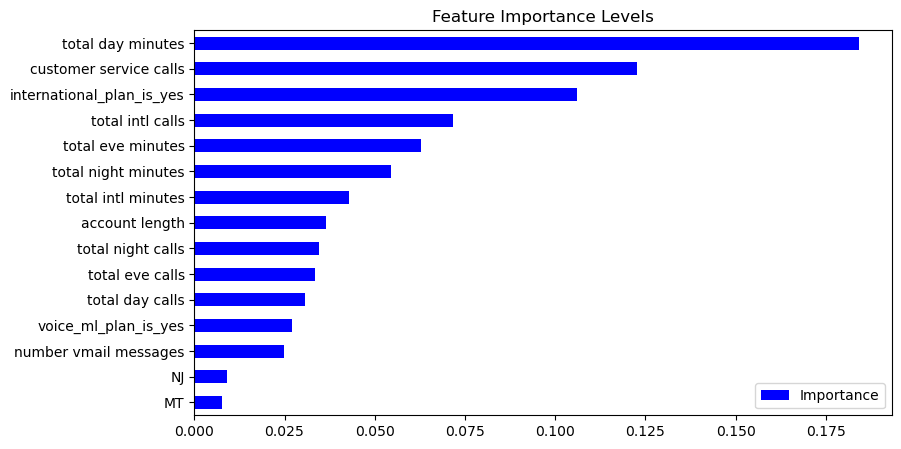 Feature Importance Levels
total day minutes
customer service calls
international_plan_is_yes
total intl calls
total eve minutes
total night minutes
total intl minutes
account length
total night calls
total eve calls
total day calls
voice_ml_plan_is_yes
number vmail messages
NJ
MT
Importance
0.000 0.025 0.050 0.075 0.100 0.125 0.150 0.175